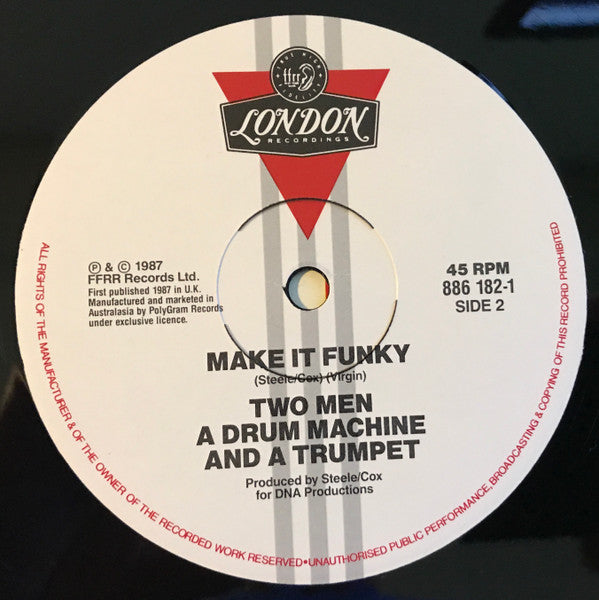 TRUE HIGH
ffrr
FIDELITY
LONDON
RECORDINGS
℗ & © 1987
FFRR Records Ltd.
First published 1987 in U.K.
Manufactured and marketed in
Australasia by PolyGram Records
under exclusive licence.
45 RPM
886 182-1
SIDE 2
MAKE IT FUNKY
(Steele/Cox) (Virgin)
TWO MEN
A DRUM MACHINE
AND A TRUMPET
Produced by Steele/Cox
for DNA Productions
ALL RIGHTS OF THE MANUFACTURER & OF THE OWNER OF THE RECORDED WORK RESERVED•UNAUTHORISED PUBLIC PERFORMANCE, BROADCASTING & COPYING OF THIS RECORD PROHIBITED